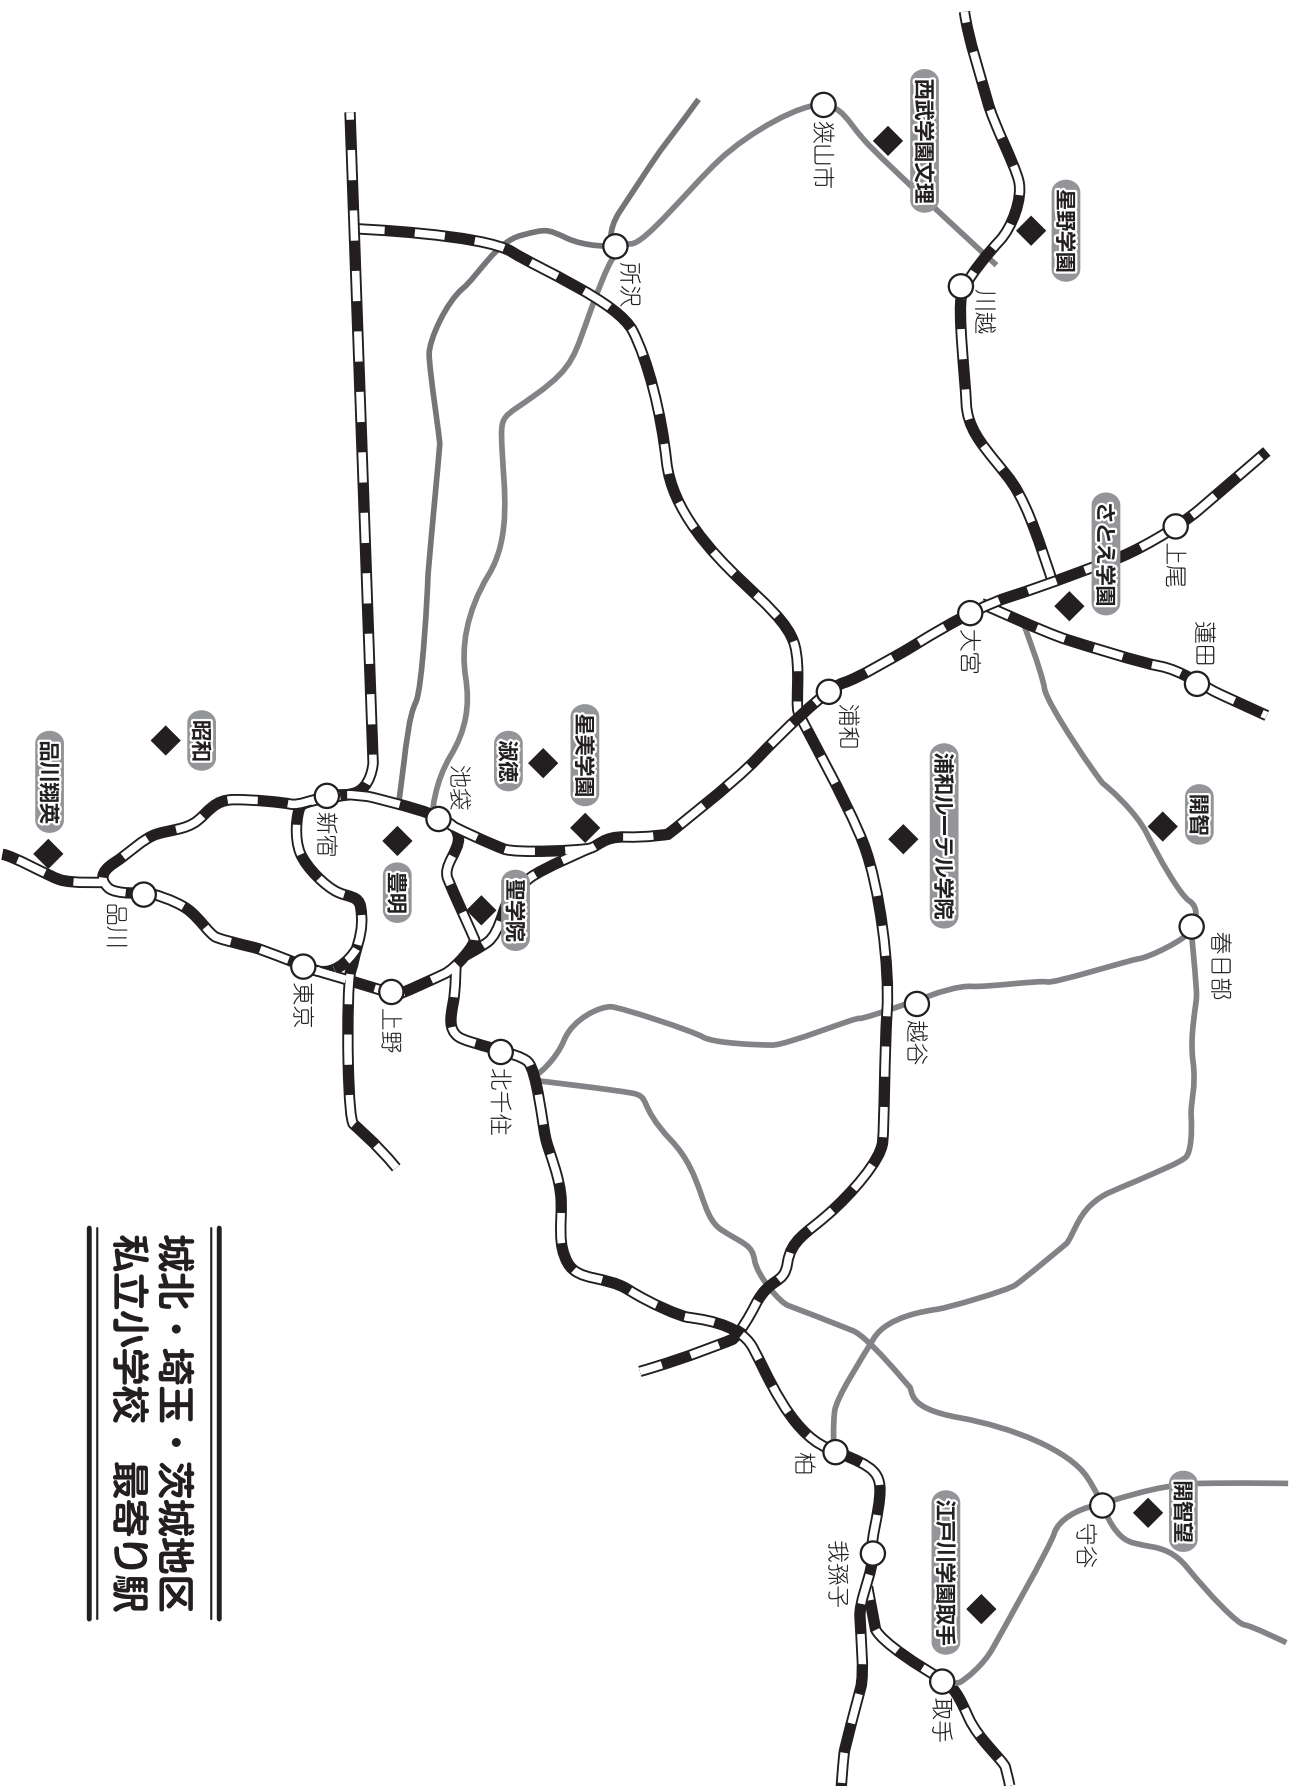 城北・埼玉・茨城地区
私立小学校　最寄り駅
西武学園文理
狭山市
星野学園
川越
所沢
さとえ学園
上尾
蓮田
大宮
浦和
浦和ルーテル学院
開智
春日部
越谷
星美学園
淑徳
池袋
聖学院
豊明
新宿
昭和
品川翔英
品川
東京
上野
北千住
柏
我孫子
江戸川学園取手
取手
守谷
開智望